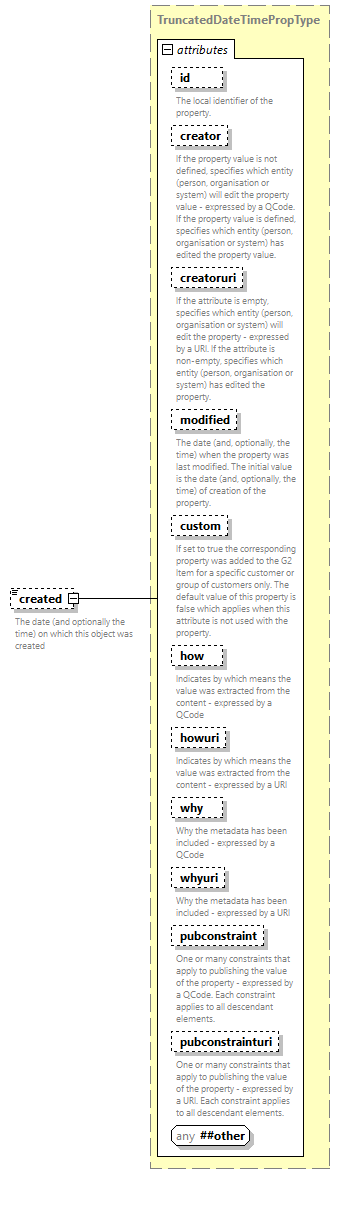 TruncatedDateTimePropType
attributes
id
The local identifier of the
property.
creator
If the property value is not
defined, specifies which entity
(person, organisation or
system) will edit the property
value - expressed by a QCode.
If the property value is defined,
specifies which entity (person,
organisation or system) has
edited the property value.
creatoruri
If the attribute is empty,
specifies which entity (person,
organisation or system) will
edit the property - expressed
by a URI. If the attribute is
non-empty, specifies which
entity (person, organisation or
system) has edited the
property.
modified
The date (and, optionally, the
time) when the property was
last modified. The initial value
is the date (and, optionally, the
time) of creation of the
property.
custom
If set to true the corresponding
property was added to the G2
Item for a specific customer or
group of customers only. The
default value of this property is
false which applies when this
attribute is not used with the
property.
created
The date (and optionally the
time) on which this object was
created
how
Indicates by which means the
value was extracted from the
content - expressed by a
QCode
howuri
Indicates by which means the
value was extracted from the
content - expressed by a URI
why
Why the metadata has been
included - expressed by a
QCode
whyuri
Why the metadata has been
included - expressed by a URI
pubconstraint
One or many constraints that
apply to publishing the value
of the property - expressed by
a QCode. Each constraint
applies to all descendant
elements.
pubconstrainturi
One or many constraints that
apply to publishing the value
of the property - expressed by
a URI. Each constraint applies
to all descendant elements.
any ##other